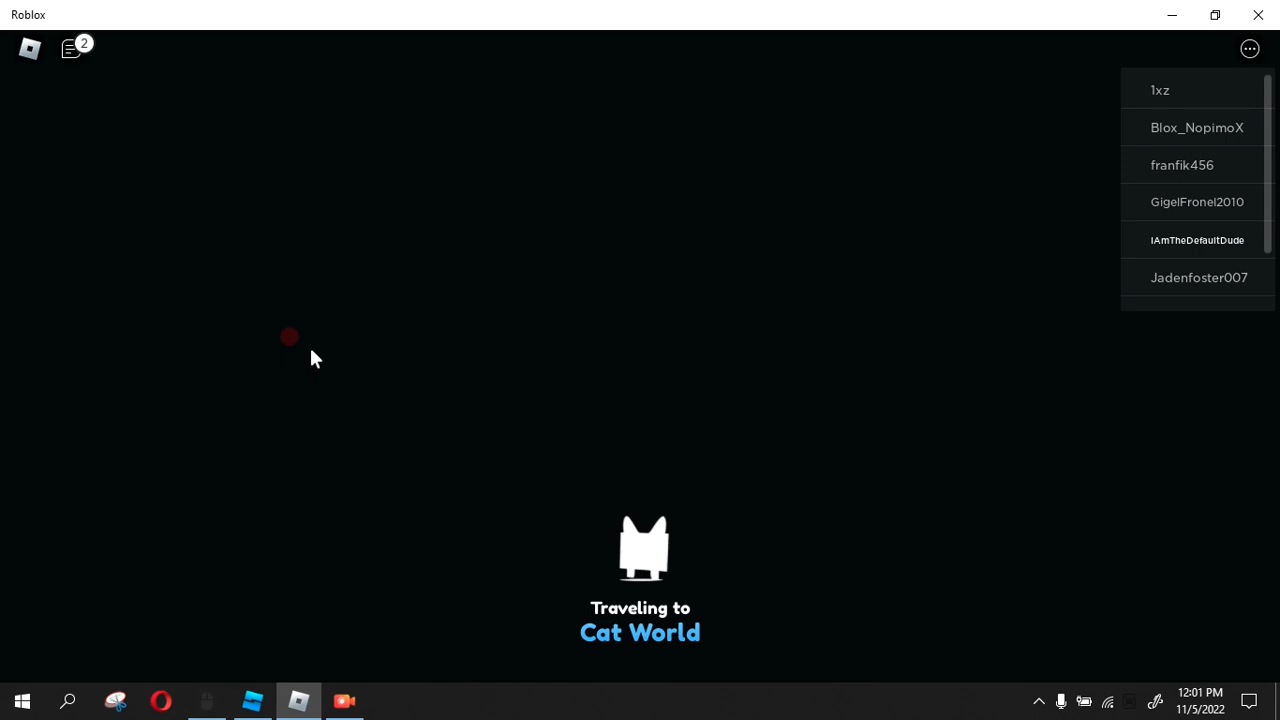 Roblox
2
1xz
Blox_NopimoX
franfik456
GigelFronel2010
IAmTheDefaultDude
Jadenfoster007
Traveling to
Cat World
12:01 PM
11/5/2022